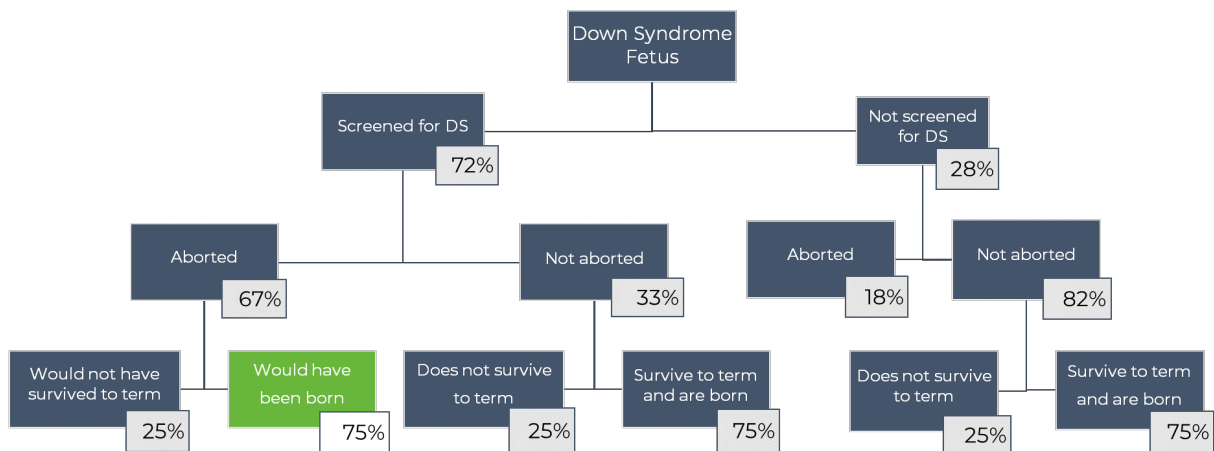 Down Syndrome
Fetus
Screened for DS
72%
Not screened
for DS
28%
Aborted
67%
Not aborted
33%
Aborted
18%
Not aborted
82%
Would not have
survived to term
25%
Would have
been born
75%
Does not survive
to term
25%
Survive to term
and are born
75%
Does not survive
to term
25%
Survive to term
and are born
75%